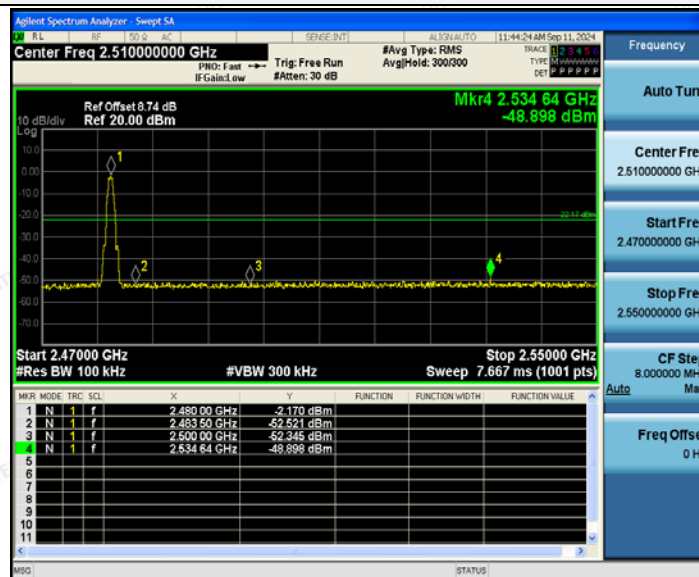 Agilent Spectrum Analyzer - Swept SA
RL RF 50 Ω AC SENSE:INT ALIGN AUTO 11:44:24 AM Sep 11, 2024
Center Freq 2.510000000 GHz
PNO: Fast
IFGain:Low
Trig: Free Run
#Atten: 30 dB
#Avg Type: RMS
Avg|Hold: 300/300
TRACE 1 2 3 4 5 6
TYPE M
DET P P P P P P
Ref Offset 8.74 dB
Ref 20.00 dBm
Mkr4 2.534 64 GHz
-48.898 dBm
10 dB/div
Log
10.0
0.00
-10.0
-20.0
-30.0
-40.0
-50.0
-60.0
-70.0
1
2
3
4
-22.17 dBm
Start 2.47000 GHz
Stop 2.55000 GHz
#Res BW 100 kHz
#VBW 300 kHz
Sweep 7.667 ms (1001 pts)
MKR MODE TRC SCL X Y FUNCTION FUNCTION WIDTH FUNCTION VALUE
1 N 1 f 2.480 00 GHz -2.170 dBm
2 N 1 f 2.483 50 GHz -52.521 dBm
3 N 1 f 2.500 00 GHz -52.345 dBm
4 N 1 f 2.534 64 GHz -48.898 dBm
5
6
7
8
9
10
11
MSG
STATUS
Frequency
Auto Tun
Center Fre
2.510000000 GH
Start Fre
2.470000000 GH
Stop Fre
2.550000000 GH
CF Ste
8.000000 MH
Auto Ma
Freq Offse
0 H